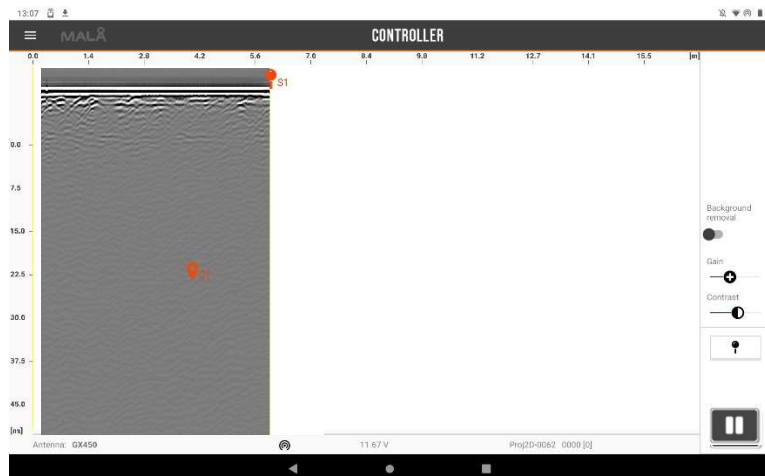 13:07
MALÅ
CONTROLLER
0.0 1.4 2.8 4.2 5.6 7.0 8.4 9.8 11.2 12.7 14.1 15.5 [m]
S1
0.0
7.5
Background
removal
15.0
Gain
22.5
Contrast
30.0
37.5
45.0
[ns]
Antenna: GX450 11.67 V Proj2D-0062 0000 [0]